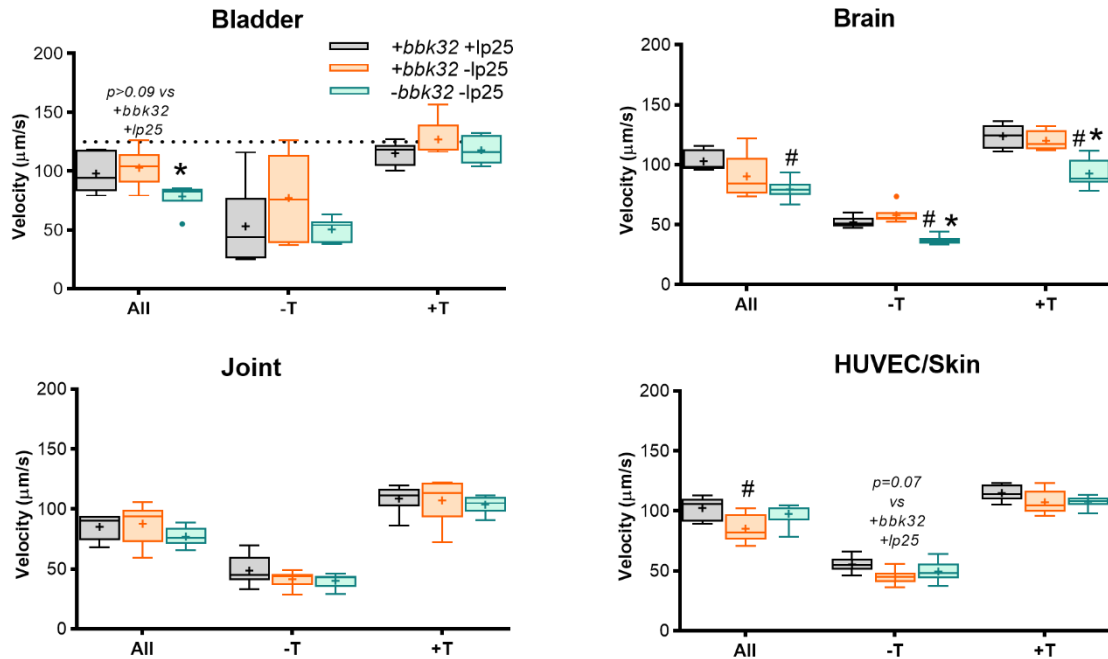 Bladder
200
150
100
50
0
Velocity (µm/s)
+bbk32 +lp25
+bbk32 -lp25
-bbk32 -lp25
p>0.09 vs
+bbk32
+lp25
*
All -T +T
Brain
200
150
100
50
0
Velocity (µm/s)
#
# *
# *
All -T +T
Joint
200
150
100
50
0
Velocity (µm/s)
All -T +T
HUVEC/Skin
200
150
100
50
0
Velocity (µm/s)
#
p=0.07
vs
+bbk32
+lp25
All -T +T